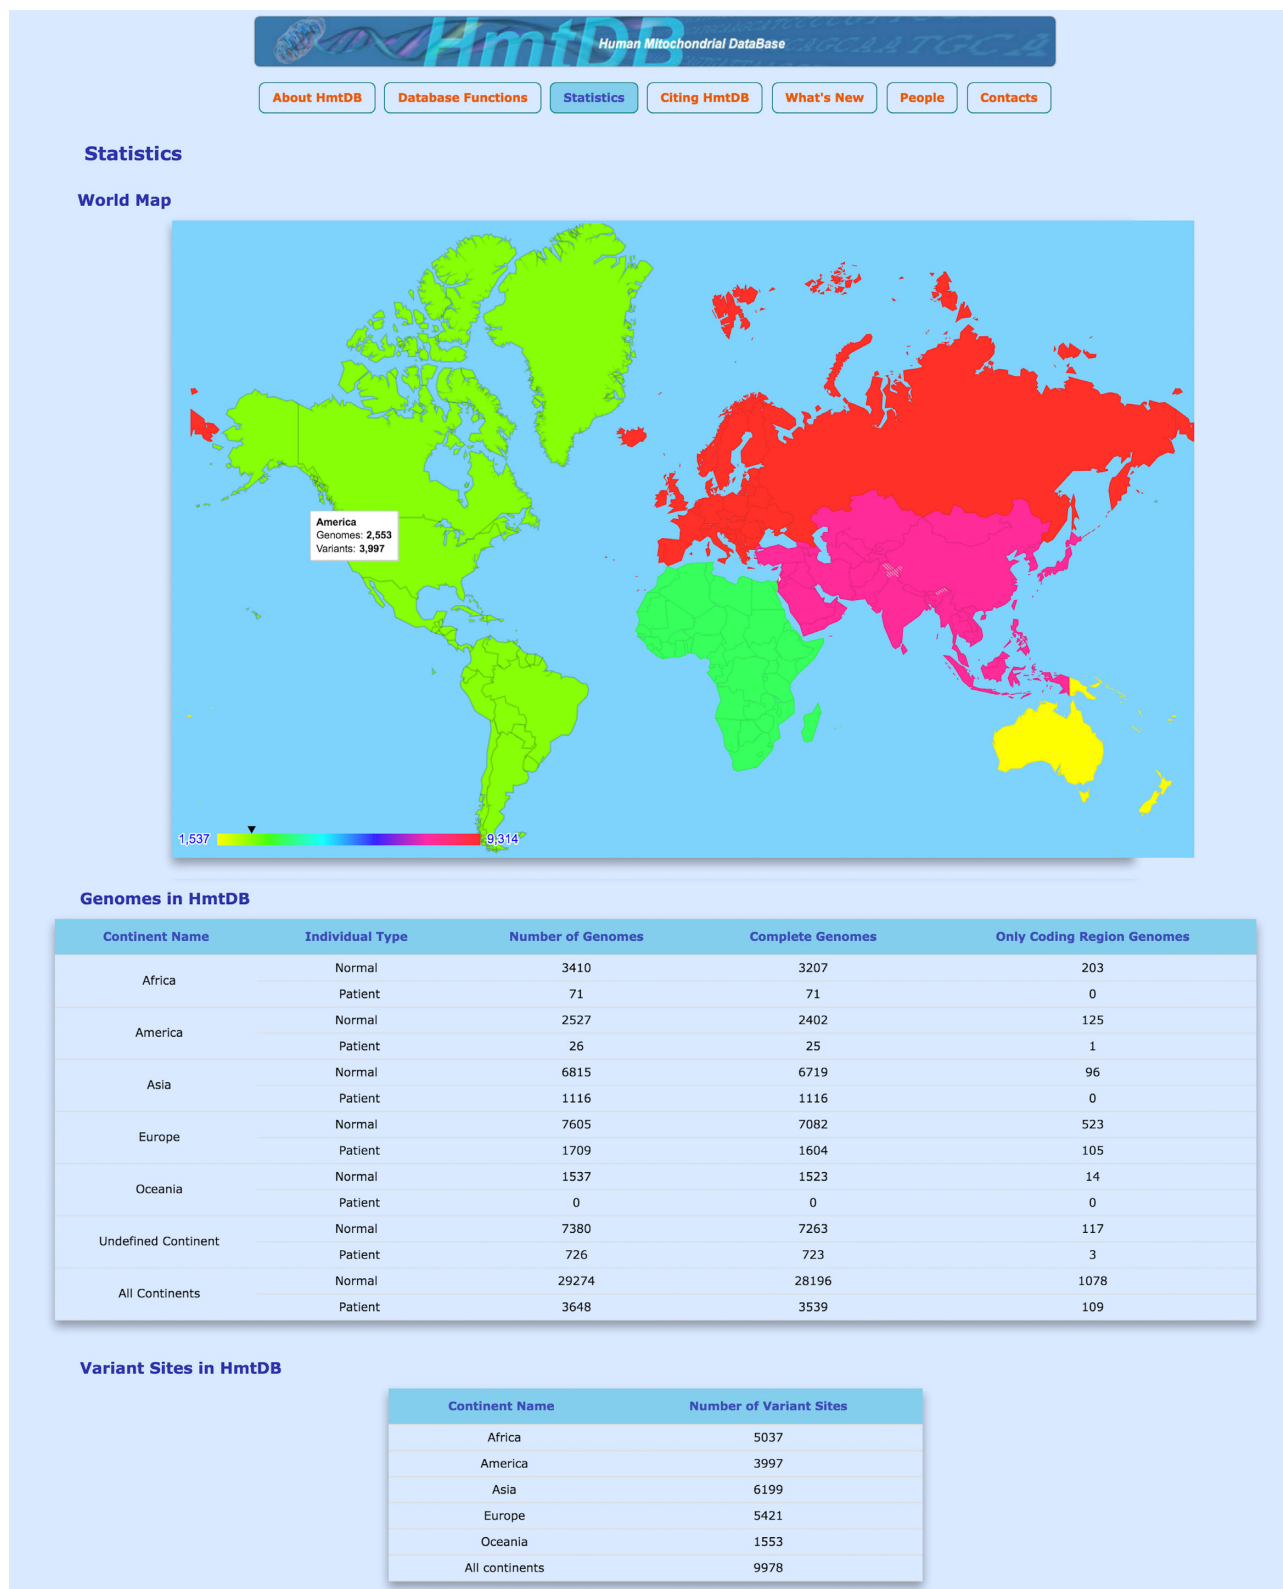 HmtDB
Human Mitochondrial DataBase
About HmtDB Database Functions Statistics Citing HmtDB What's New People Contacts
Statistics
World Map
America
Genomes: 2,553
Variants: 3,997
1,537 9,314
Genomes in HmtDB
Continent Name Individual Type Number of Genomes Complete Genomes Only Coding Region Genomes
Africa Normal 3410 3207 203
Patient 71 71 0
America Normal 2527 2402 125
Patient 26 25 1
Asia Normal 6815 6719 96
Patient 1116 1116 0
Europe Normal 7605 7082 523
Patient 1709 1604 105
Oceania Normal 1537 1523 14
Patient 0 0 0
Undefined Continent Normal 7380 7263 117
Patient 726 723 3
All Continents Normal 29274 28196 1078
Patient 3648 3539 109
Variant Sites in HmtDB
Continent Name Number of Variant Sites
Africa 5037
America 3997
Asia 6199
Europe 5421
Oceania 1553
All continents 9978